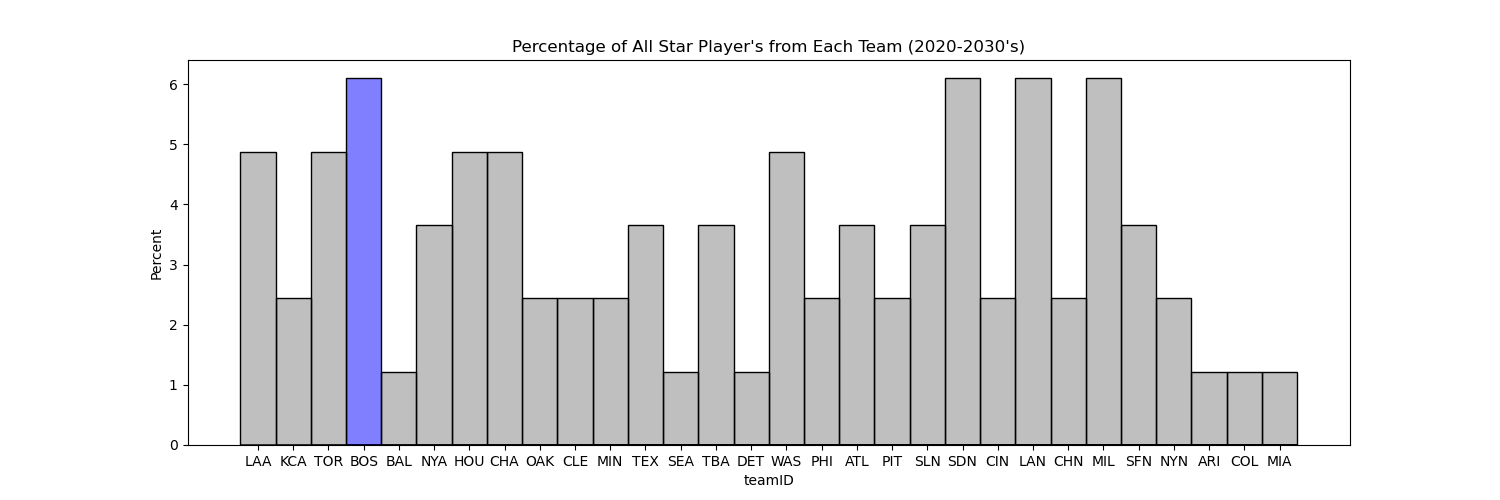 Percentage of All Star Player's from Each Team (2020-2030's)
Percent
6
5
4
3
2
1
0
LAA KCA TOR BOS BAL NYA HOU CHA OAK CLE MIN TEX SEA TBA DET WAS PHI ATL PIT SLN SDN CIN LAN CHN MIL SFN NYN ARI COL MIA
teamID